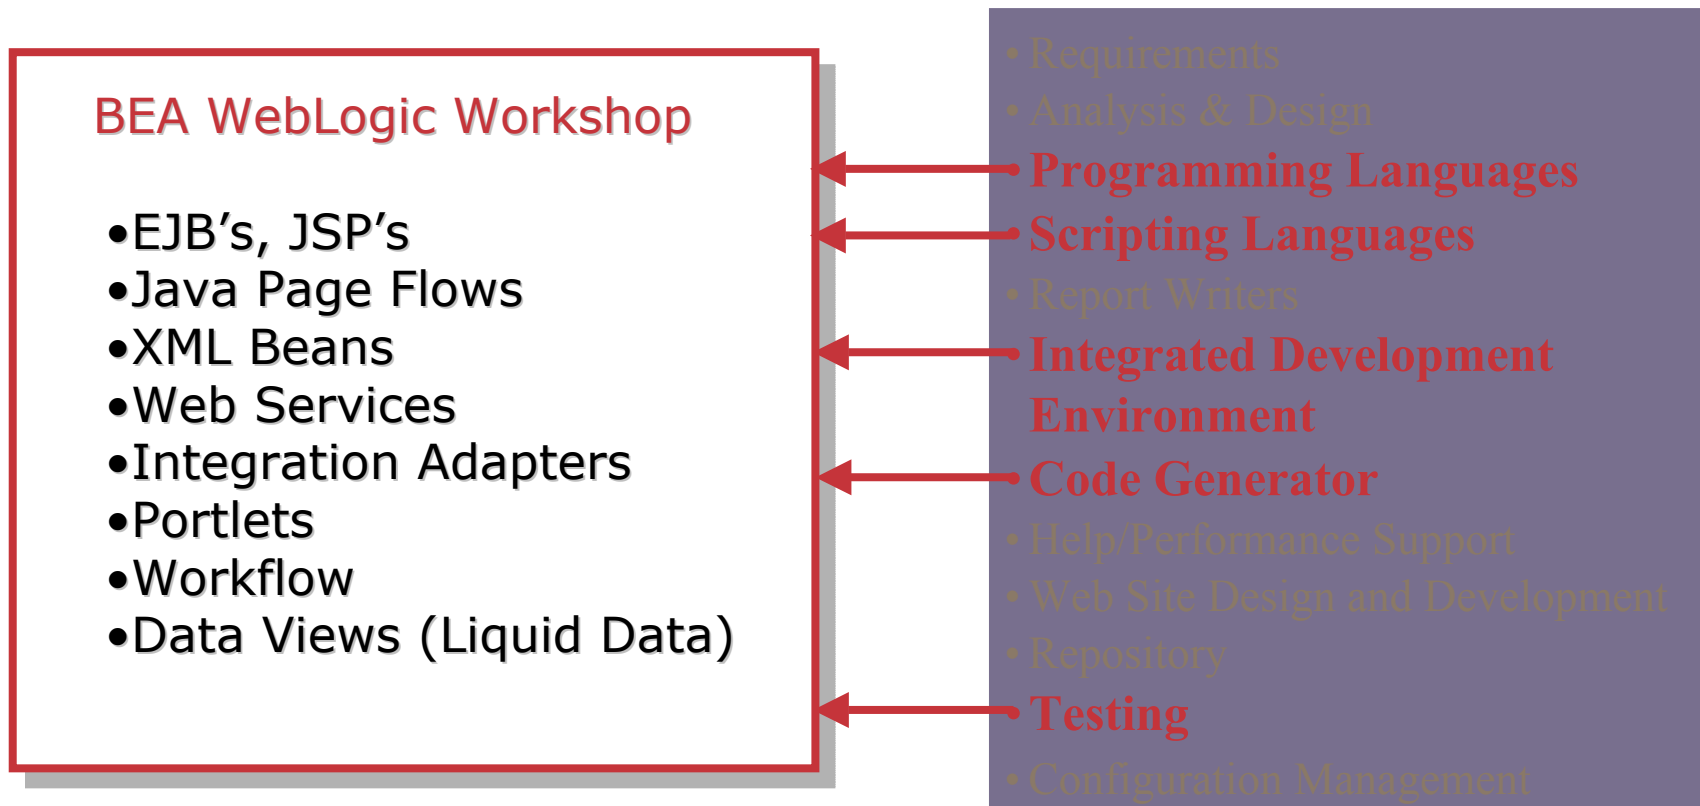 BEA WebLogic Workshop
•EJB’s, JSP’s
•Java Page Flows
•XML Beans
•Web Services
•Integration Adapters
•Portlets
•Workflow
•Data Views (Liquid Data)
• Requirements
• Analysis & Design
• Programming Languages
• Scripting Languages
• Report Writers
• Integrated Development
Environment
• Code Generator
• Help/Performance Support
• Web Site Design and Development
• Repository
• Testing
• Configuration Management